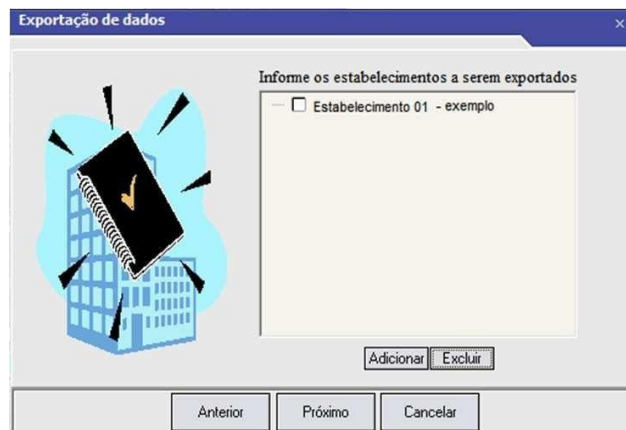 Exportação de dados
Informe os estabelecimentos a serem exportados
Estabelecimento 01 - exemplo
Adicionar Excluir
Anterior Próximo Cancelar